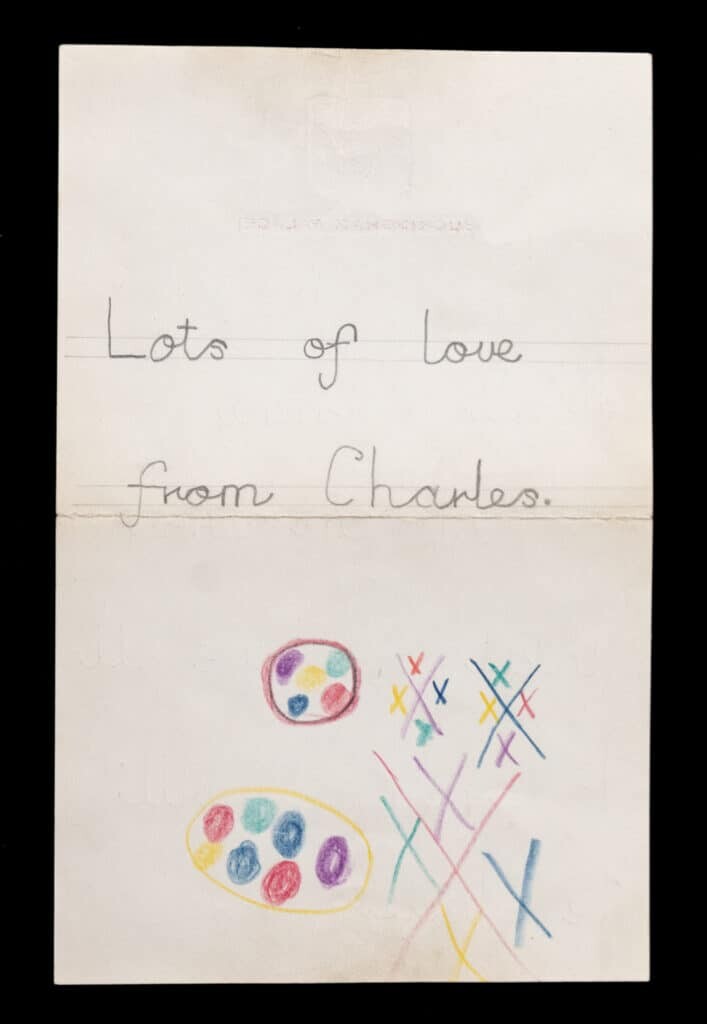 Lots of love
from Charles.